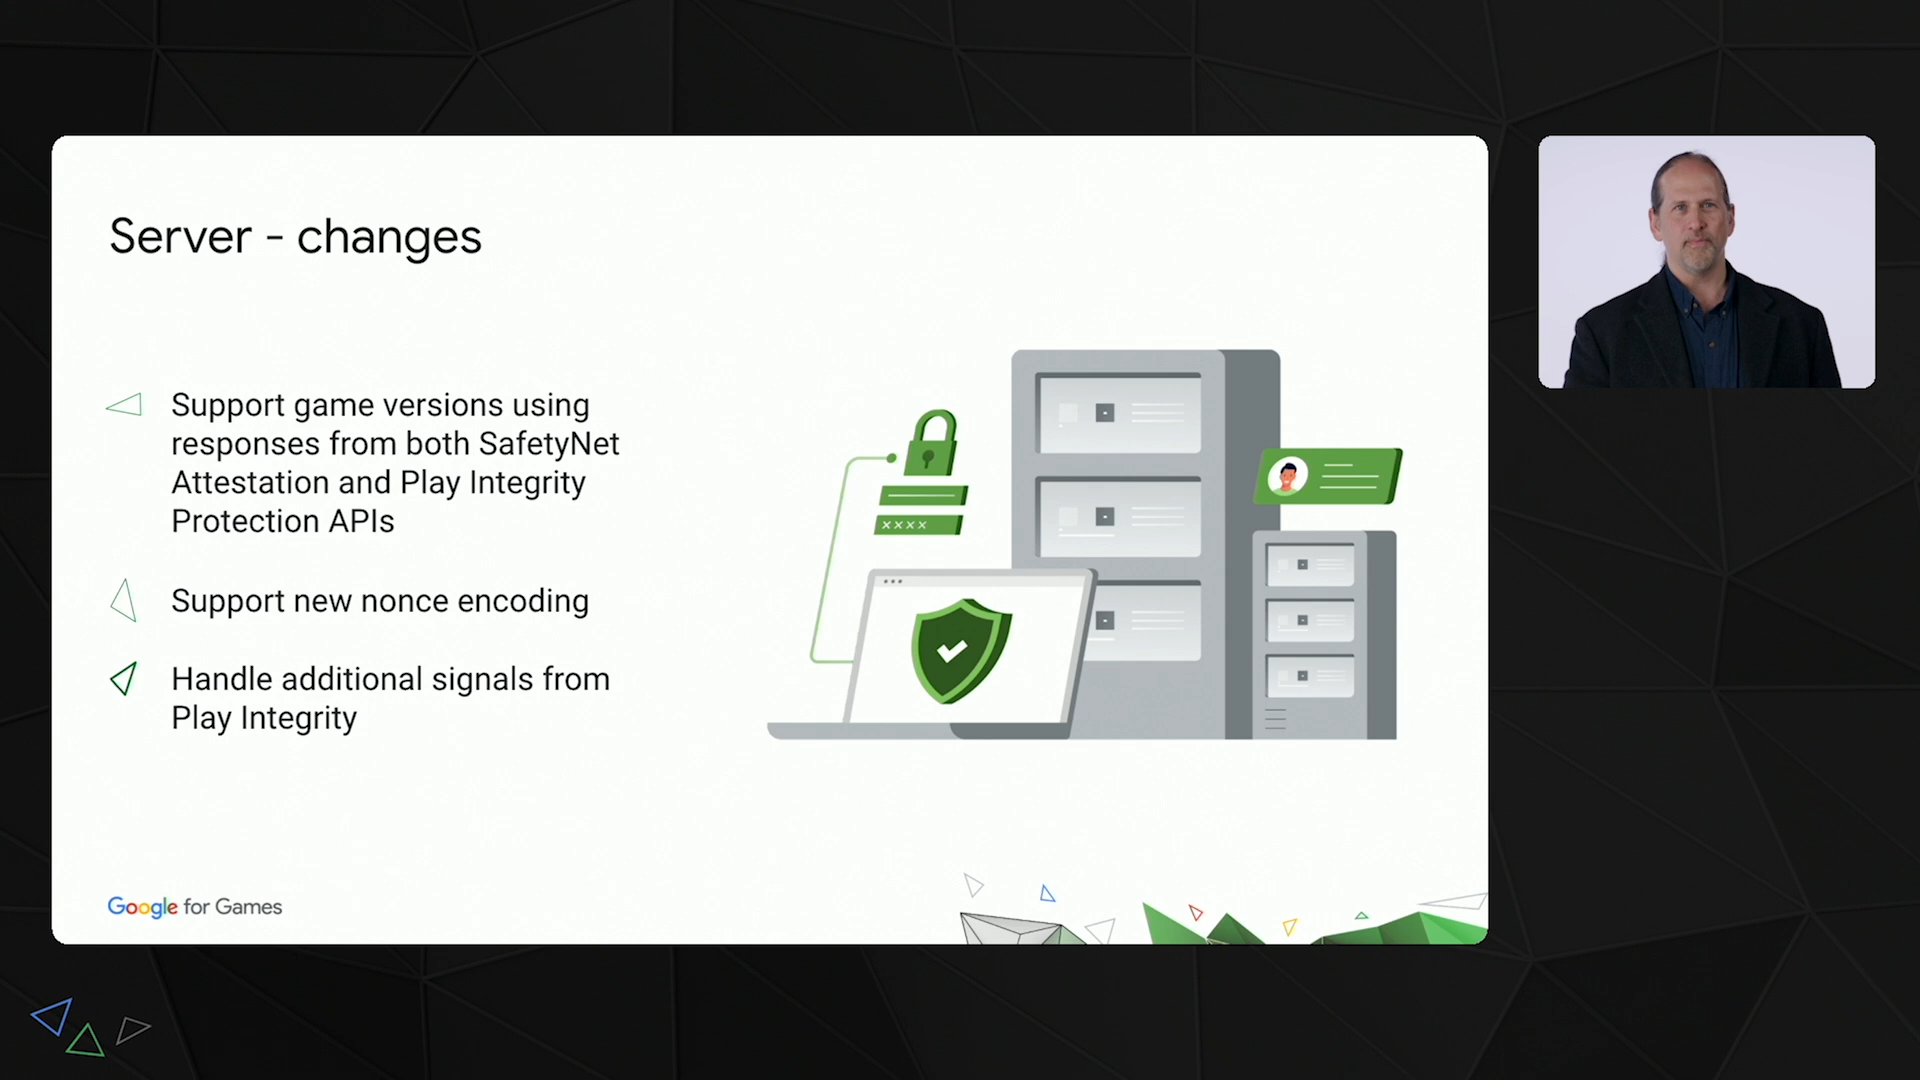 Server - changes
Support game versions using
responses from both SafetyNet
Attestation and Play Integrity
Protection APIs
Support new nonce encoding
Handle additional signals from
Play Integrity
××××
Google for Games